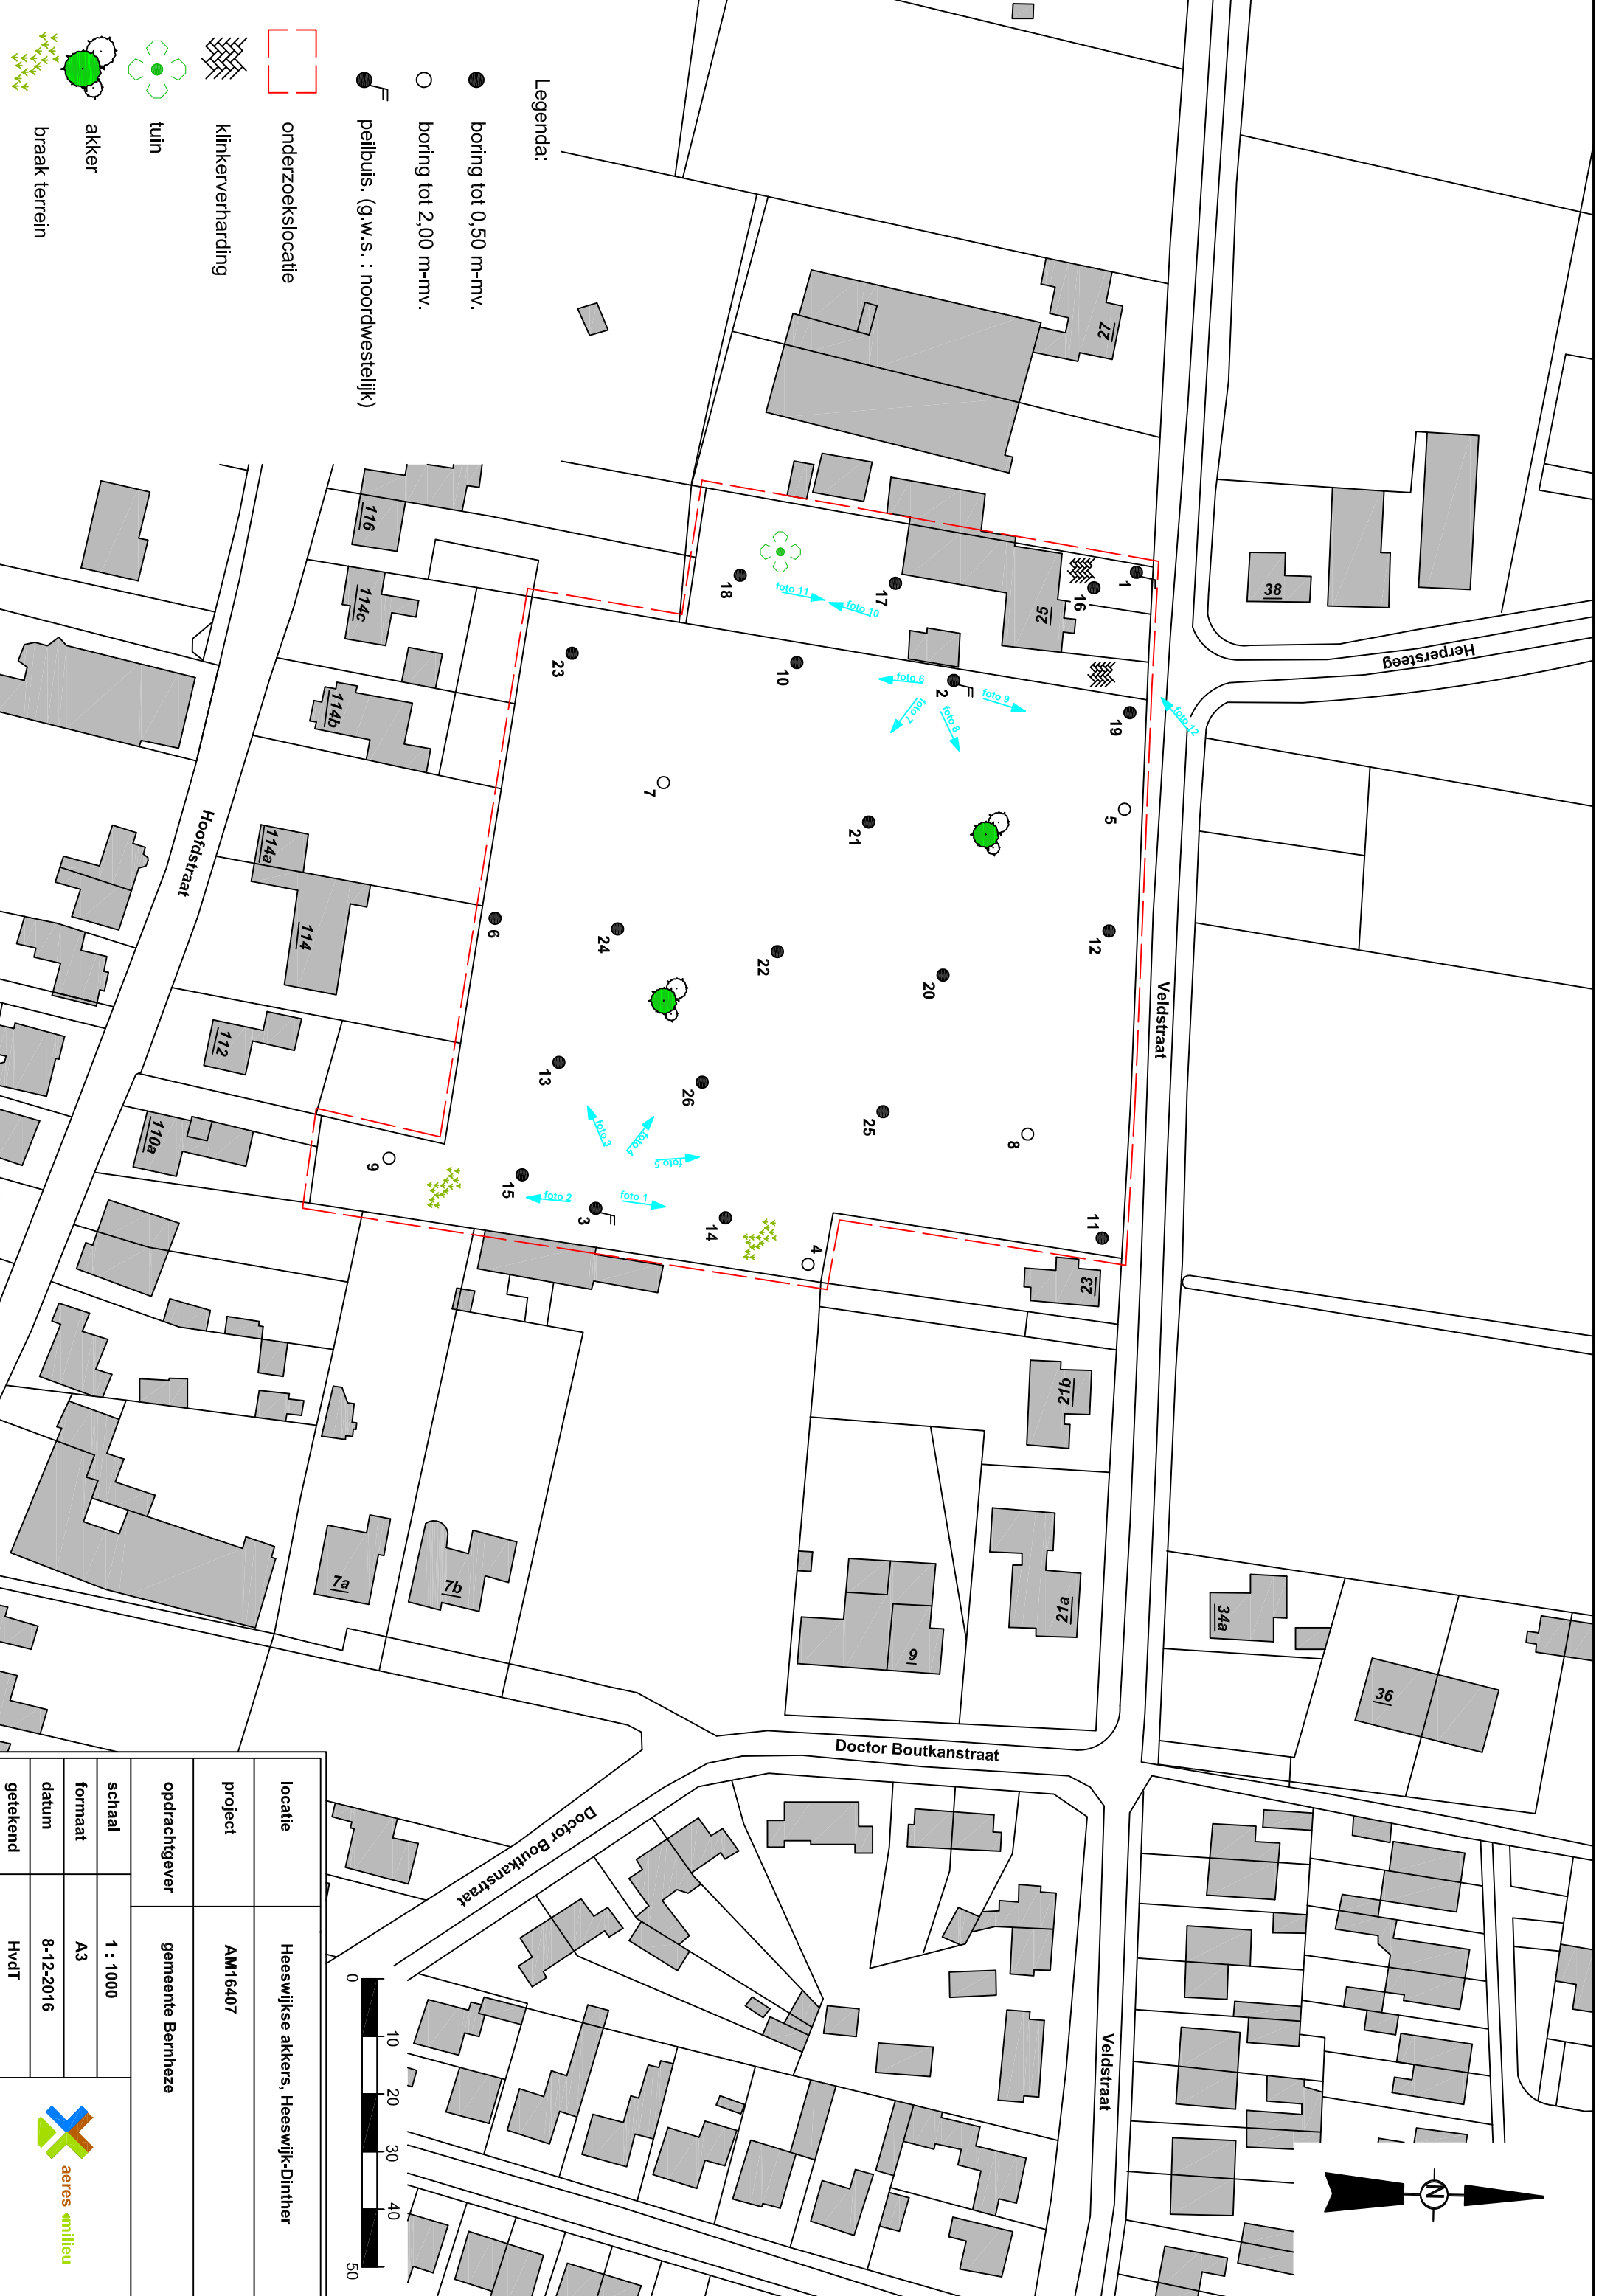 Legenda:
boring tot 0,50 m-mv.
boring tot 2,00 m-mv.
peilbuis. (g.w.s. : noordwestelijk)
onderzoekslocatie
klinkerverharding
tuin
akker
braak terrein
Herpersteeg
Veldstraat
Veldstraat
Hoofdstraat
Doctor Boutkanstraat
Doctor Boutkanstraat
27
38
25
23
21b
21a
9
34a
36
7a
7b
116
114c
114b
114a
114
112
110a
1
16
17
18
2
10
19
5
23
7
21
12
6
24
22
20
13
26
25
8
9
15
3
14
4
11
foto 11
foto 10
foto 6
foto 7
foto 8
foto 9
foto 12
foto 3
foto 4
foto 5
foto 2
foto 1
N
0
10
20
30
40
50
locatie Heeswijkse akkers, Heeswijk-Dinther
project AM16407
opdrachtgever gemeente Bernheze
schaal 1 : 1000
formaat A3
datum 8-12-2016
getekend HvdT
aeres milieu